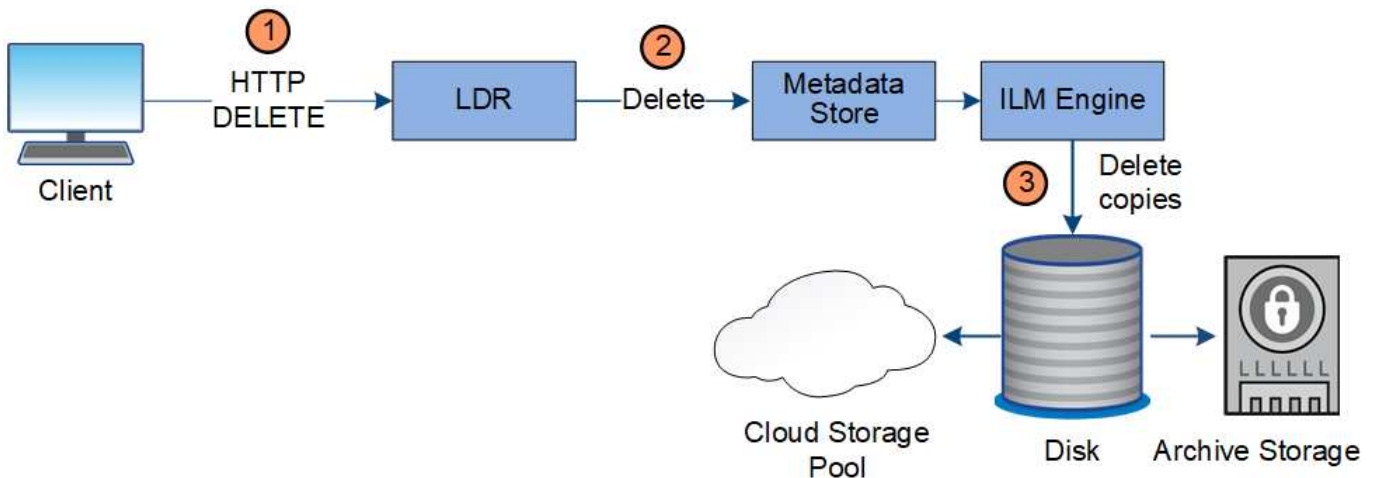 1
HTTP
DELETE
Client
LDR
2
Delete
Metadata
Store
ILM Engine
3
Delete
copies
LLLLLL
Cloud Storage
Pool
Disk
Archive Storage